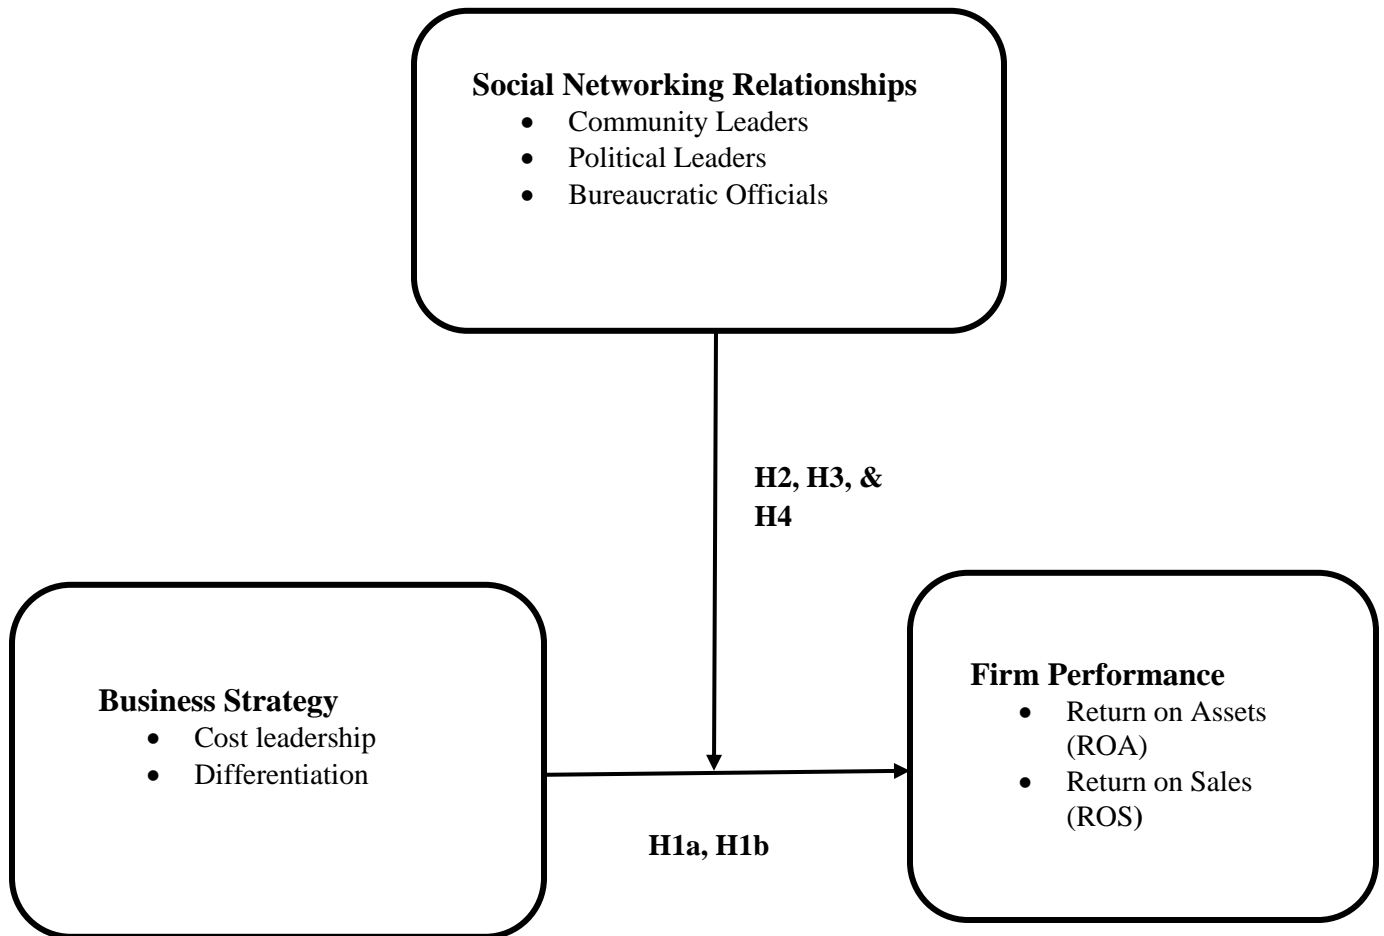 Social Networking Relationships
• Community Leaders
• Political Leaders
• Bureaucratic Officials
H2, H3, &
H4
Business Strategy
• Cost leadership
• Differentiation
H1a, H1b
Firm Performance
• Return on Assets
(ROA)
• Return on Sales
(ROS)